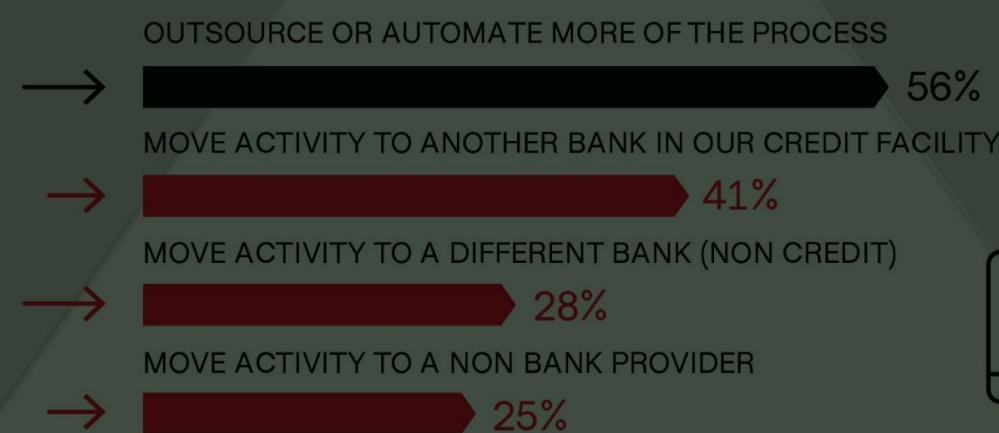 OUTSOURCE OR AUTOMATE MORE OF THE PROCESS
56%
MOVE ACTIVITY TO ANOTHER BANK IN OUR CREDIT FACILITY
41%
MOVE ACTIVITY TO A DIFFERENT BANK (NON CREDIT)
28%
MOVE ACTIVITY TO A NON BANK PROVIDER
25%